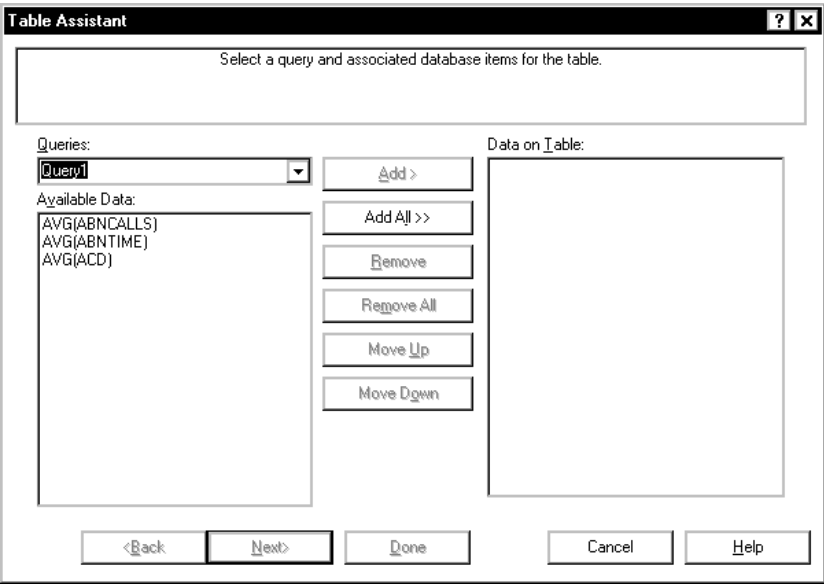 Table Assistant
Select a query and associated database items for the table.
Queries:
Query1
Available Data:
AVG(ABNCALLS)
AVG(ABNTIME)
AVG(ACD)
Add >
Add All >>
Remove
Remove All
Move Up
Move Down
Data on Table:
<Back
Next>
Done
Cancel
Help